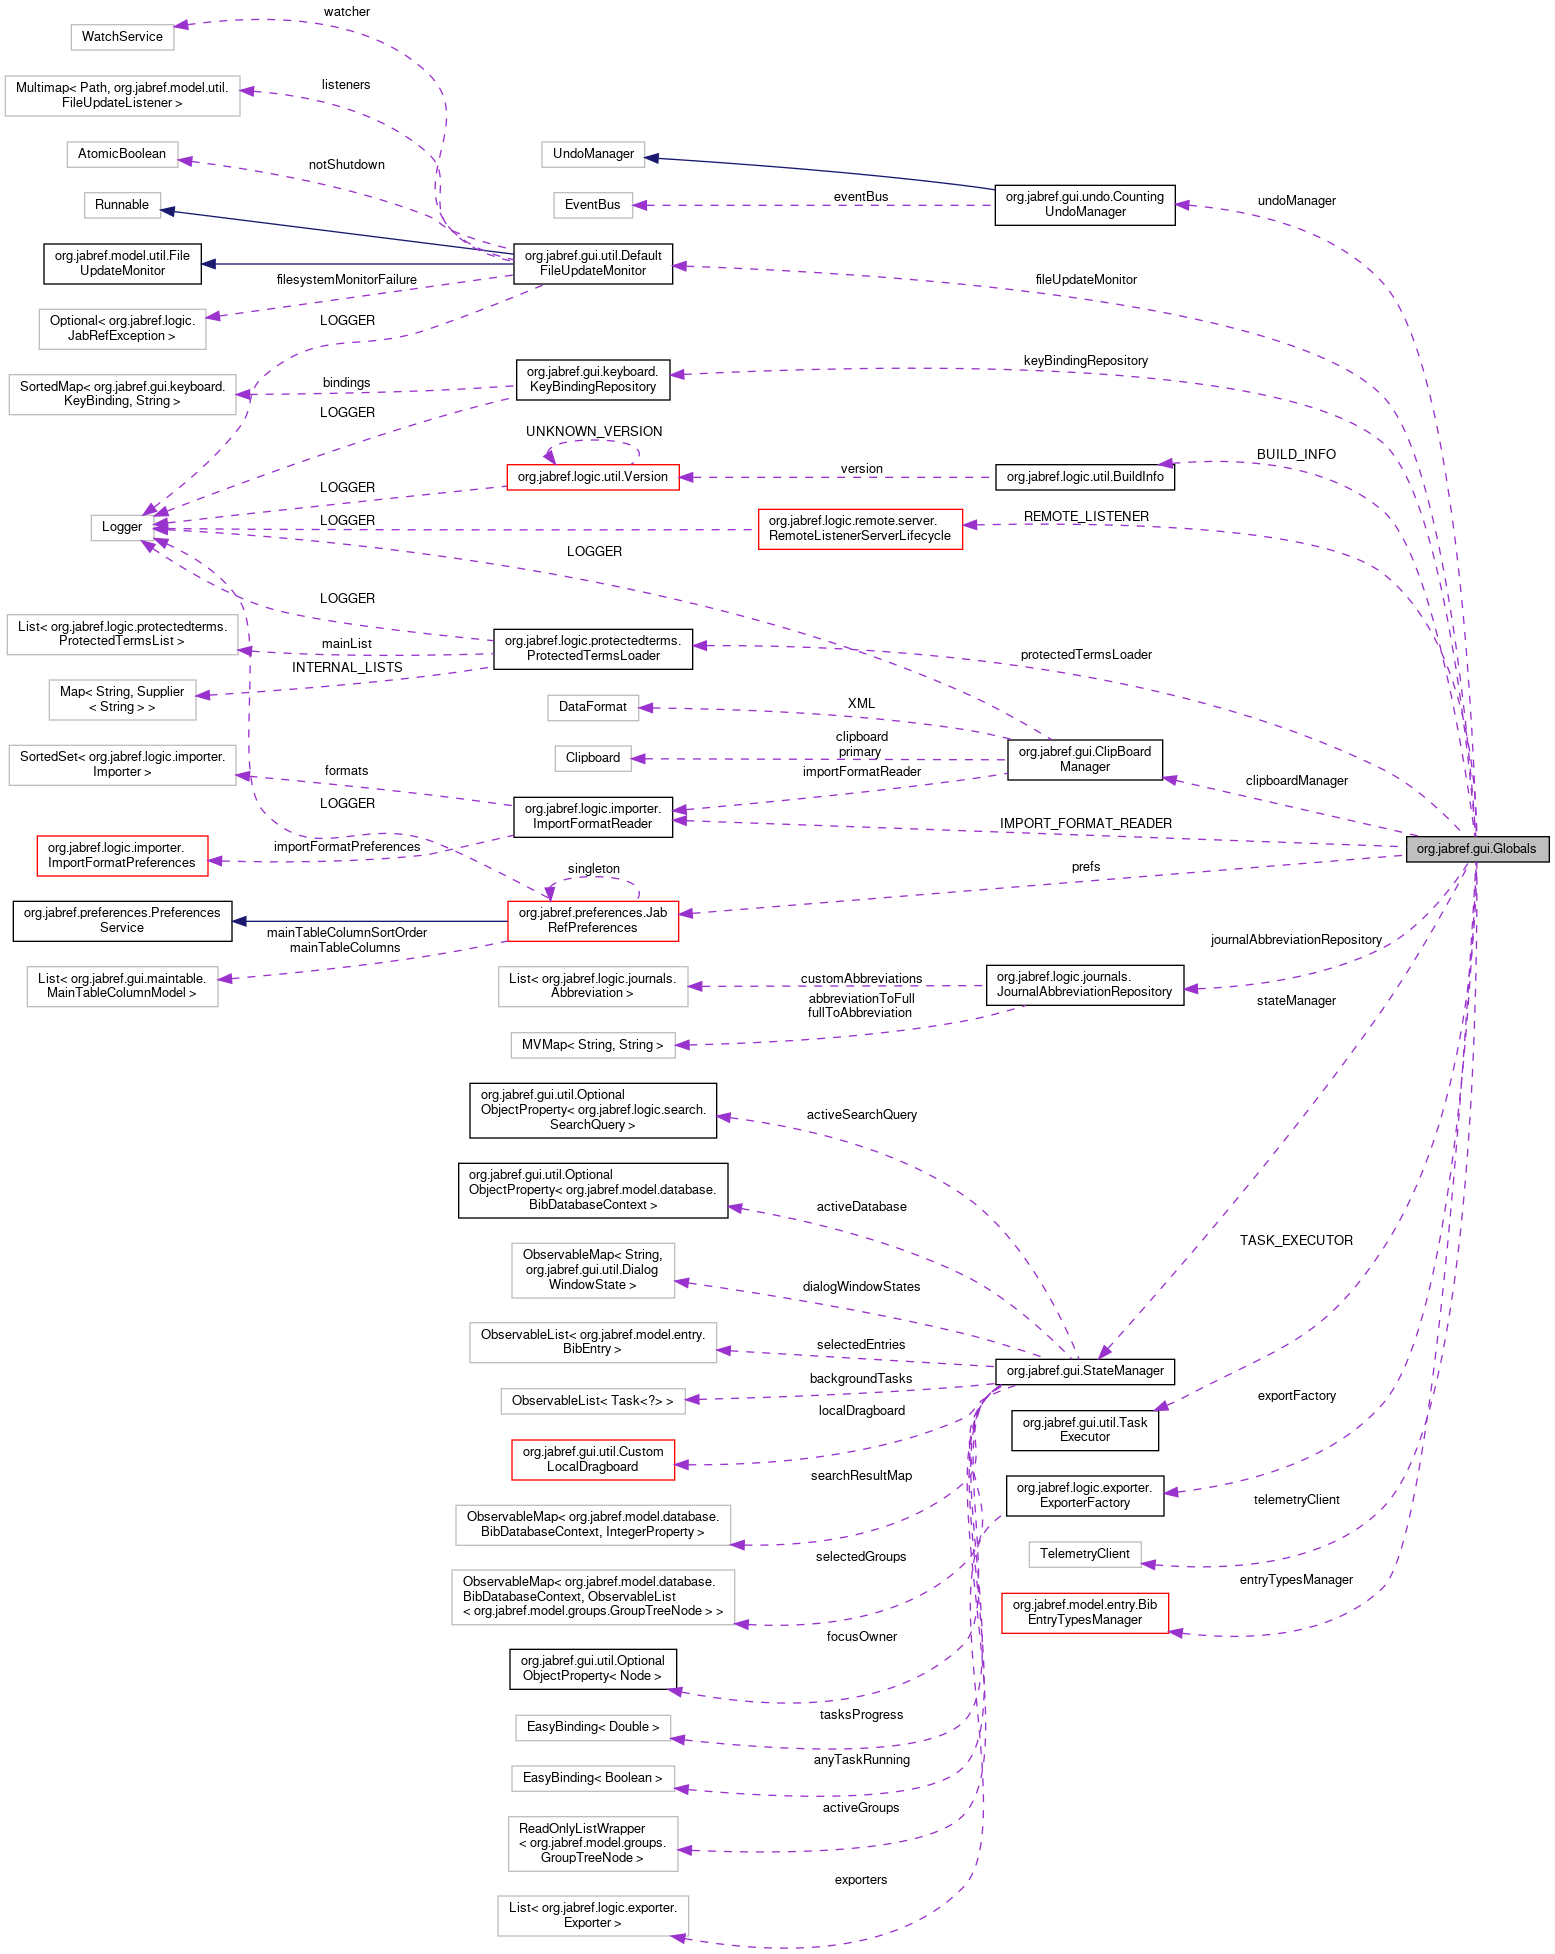 watcher
WatchService
Multimap< Path, org.jabref.model.util.
FileUpdateListener >
listeners
AtomicBoolean
notShutdown
UndoManager
Runnable
EventBus
eventBus
org.jabref.gui.undo.Counting
UndoManager
undoManager
org.jabref.model.util.File
UpdateMonitor
org.jabref.gui.util.Default
FileUpdateMonitor
filesystemMonitorFailure
fileUpdateMonitor
Optional< org.jabref.logic.
JabRefException >
LOGGER
SortedMap< org.jabref.gui.keyboard.
KeyBinding, String >
bindings
org.jabref.gui.keyboard.
KeyBindingRepository
keyBindingRepository
LOGGER
UNKNOWN_VERSION
org.jabref.logic.util.Version
version
org.jabref.logic.util.BuildInfo
BUILD_INFO
LOGGER
Logger
LOGGER
org.jabref.logic.remote.server.
RemoteListenerServerLifecycle
REMOTE_LISTENER
LOGGER
LOGGER
List< org.jabref.logic.protectedterms.
ProtectedTermsList >
mainList
org.jabref.logic.protectedterms.
ProtectedTermsLoader
protectedTermsLoader
INTERNAL_LISTS
Map< String, Supplier
< String > >
DataFormat
XML
clipboard
primary
Clipboard
org.jabref.gui.ClipBoard
Manager
clipboardManager
SortedSet< org.jabref.logic.importer.
Importer >
formats
importFormatReader
LOGGER
org.jabref.logic.importer.
ImportFormatReader
IMPORT_FORMAT_READER
org.jabref.gui.Globals
org.jabref.logic.importer.
ImportFormatPreferences
importFormatPreferences
singleton
prefs
org.jabref.preferences.Preferences
Service
org.jabref.preferences.Jab
RefPreferences
mainTableColumnSortOrder
mainTableColumns
List< org.jabref.gui.maintable.
MainTableColumnModel >
journalAbbreviationRepository
List< org.jabref.logic.journals.
Abbreviation >
customAbbreviations
org.jabref.logic.journals.
JournalAbbreviationRepository
abbreviationToFull
fullToAbbreviation
stateManager
MVMap< String, String >
org.jabref.gui.util.Optional
ObjectProperty< org.jabref.logic.search.
SearchQuery >
activeSearchQuery
org.jabref.gui.util.Optional
ObjectProperty< org.jabref.model.database.
BibDatabaseContext >
activeDatabase
TASK_EXECUTOR
ObservableMap< String,
org.jabref.gui.util.Dialog
WindowState >
dialogWindowStates
ObservableList< org.jabref.model.entry.
BibEntry >
selectedEntries
org.jabref.gui.StateManager
backgroundTasks
ObservableList< Task<?> >
exportFactory
localDragboard
org.jabref.gui.util.Task
Executor
org.jabref.gui.util.Custom
LocalDragboard
searchResultMap
org.jabref.logic.exporter.
ExporterFactory
telemetryClient
ObservableMap< org.jabref.model.database.
BibDatabaseContext, IntegerProperty >
selectedGroups
TelemetryClient
entryTypesManager
ObservableMap< org.jabref.model.database.
BibDatabaseContext, ObservableList
< org.jabref.model.groups.GroupTreeNode > >
org.jabref.model.entry.Bib
EntryTypesManager
focusOwner
org.jabref.gui.util.Optional
ObjectProperty< Node >
tasksProgress
EasyBinding< Double >
anyTaskRunning
EasyBinding< Boolean >
activeGroups
ReadOnlyListWrapper
< org.jabref.model.groups.
GroupTreeNode >
exporters
List< org.jabref.logic.exporter.
Exporter >